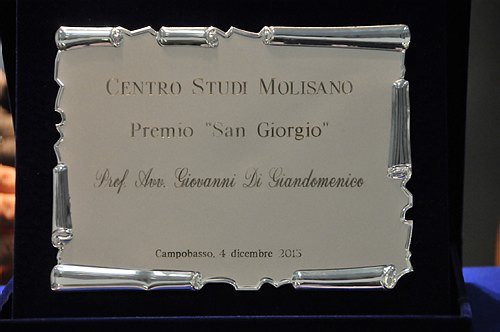 CENTRO STUDI MOLISANO
Premio "San Giorgio"
Prof. Avv. Giovanni Di Giandomenico
Campobasso, 4 dicembre 2015